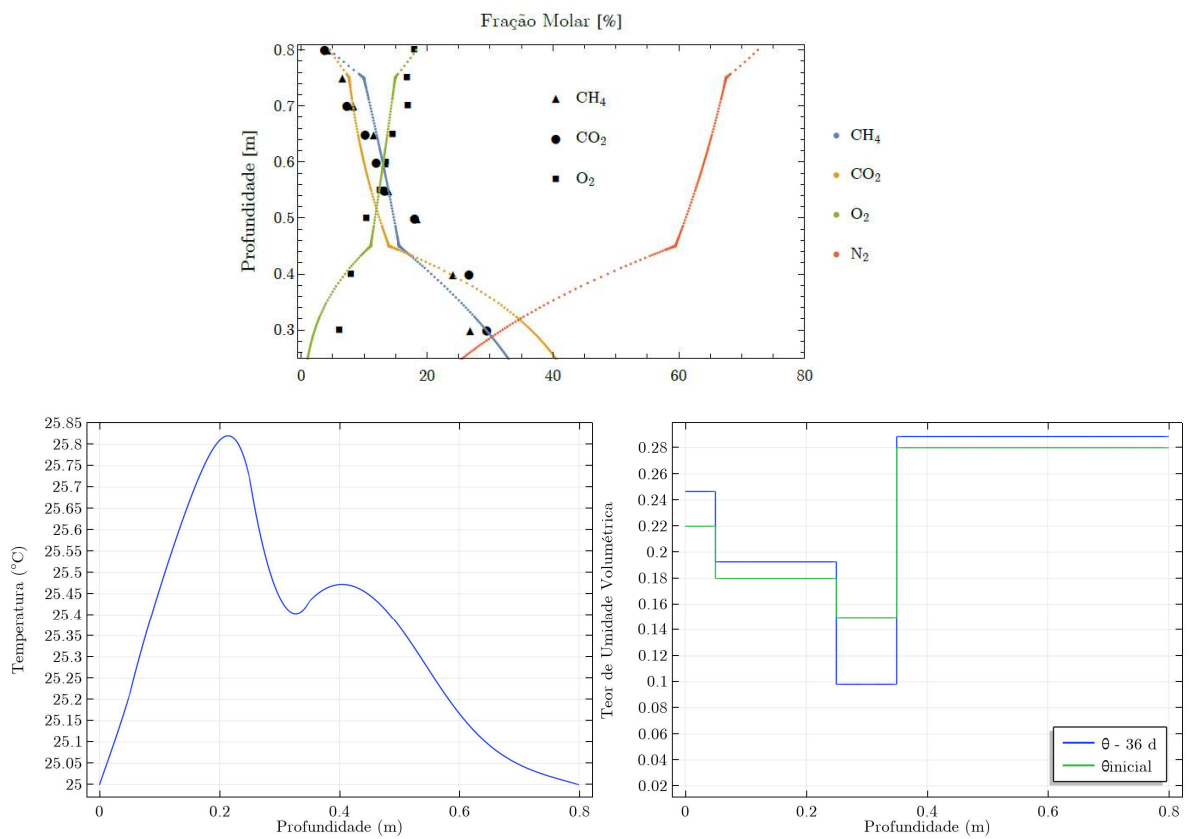 Fração Molar [%]
0.8
0.7
0.6
0.5
0.4
0.3
Profundidade [m]
CH₄
CO₂
O₂
CH₄
CO₂
O₂
N₂
0 20 40 60 80
25.85
25.8
25.75
25.7
25.65
25.6
25.55
25.5
25.45
25.4
25.35
25.3
25.25
25.2
25.15
25.1
25.05
25
Temperatura (°C)
0 0.2 0.4 0.6 0.8
Profundidade (m)
0.28
0.26
0.24
0.22
0.2
0.18
0.16
0.14
0.12
0.1
0.08
0.06
0.04
0.02
Teor de Umidade Volumétrica
θ - 36 d
θinicial
0 0.2 0.4 0.6 0.8
Profundidade (m)